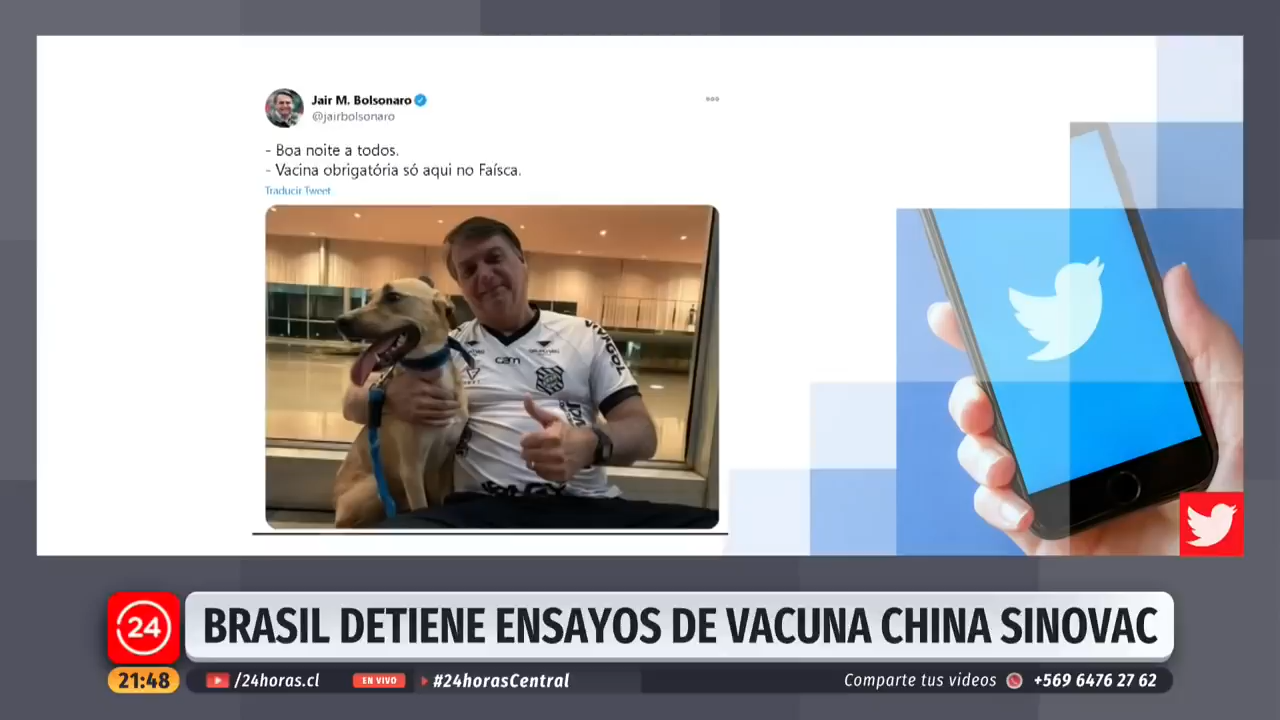 Jair M. Bolsonaro
@jairbolsonaro
- Boa noite a todos.
- Vacina obrigatória só aqui no Faísca.
Traducir Tweet
cam
24
BRASIL DETIENE ENSAYOS DE VACUNA CHINA SINOVAC
21:48
/24horas.cl
EN VIVO
#24horasCentral
Comparte tus videos
+569 6476 27 62